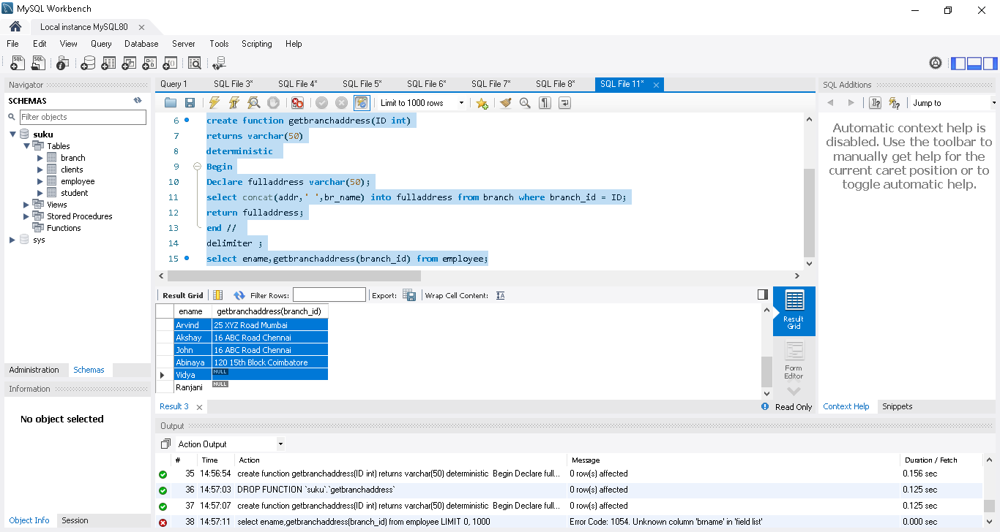 MySQL Workbench
Local instance MySQL80
File Edit View Query Database Server Tools Scripting Help
Navigator
SCHEMAS
Filter objects
suku
Tables
branch
clients
employee
student
Views
Stored Procedures
Functions
sys
Administration Schemas
Information
No object selected
Object Info Session
Query 1 SQL File 3* SQL File 4* SQL File 5* SQL File 6* SQL File 7* SQL File 8* SQL File 11*
Limit to 1000 rows
6 create function getbranchaddress(ID int)
7 returns varchar(50)
8 deterministic
9 Begin
10 Declare fulladdress varchar(50);
11 select concat(addr,' ',br_name) into fulladdress from branch where branch_id = ID;
12 return fulladdress;
13 end //
14 delimiter ;
15 select ename,getbranchaddress(branch_id) from employee;
Result Grid Filter Rows: Export: Wrap Cell Content:
ename getbranchaddress(branch_id)
Arvind 25 XYZ Road Mumbai
Akshay 16 ABC Road Chennai
John 16 ABC Road Chennai
Abinaya 120 15th Block Coimbatore
Vidya NULL
Ranjani NULL
Result Grid
Form Editor
Result 3
Read Only
Output
Action Output
# Time Action Message Duration / Fetch
35 14:56:54 create function getbranchaddress(ID int) returns varchar(50) deterministic Begin Declare full... 0 row(s) affected 0.156 sec
36 14:57:03 DROP FUNCTION `suku`.`getbranchaddress` 0 row(s) affected 0.125 sec
37 14:57:07 create function getbranchaddress(ID int) returns varchar(50) deterministic Begin Declare full... 0 row(s) affected 0.125 sec
38 14:57:11 select ename,getbranchaddress(branch_id) from employee LIMIT 0, 1000 Error Code: 1054. Unknown column 'brname' in 'field list' 0.000 sec
SQL Additions
Jump to
Automatic context help is
disabled. Use the toolbar to
manually get help for the
current caret position or to
toggle automatic help.
Context Help Snippets